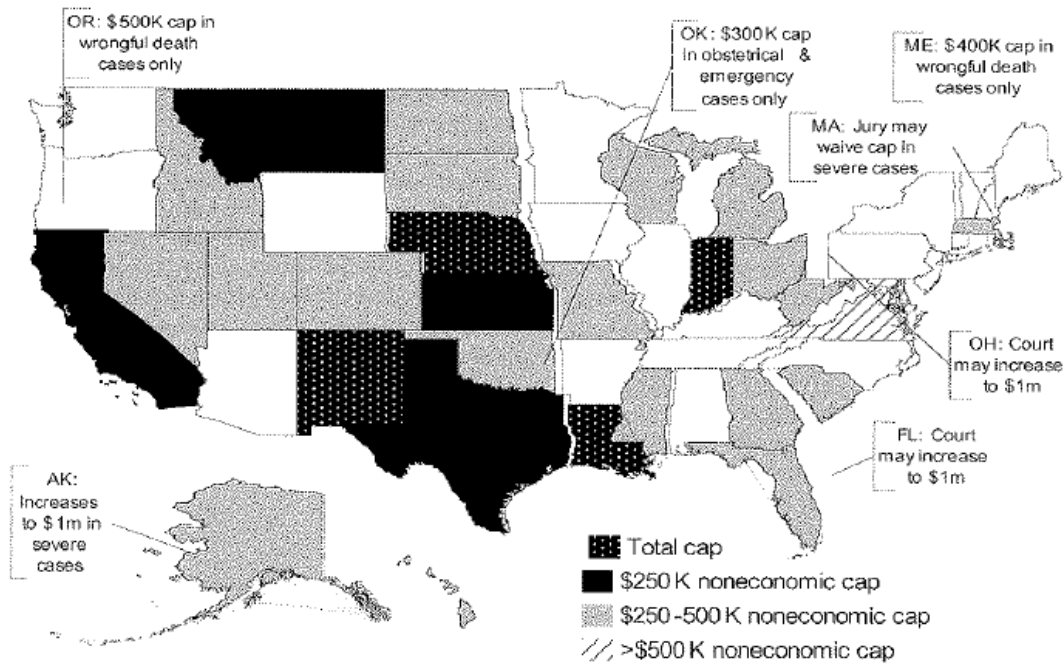 OR: $500K cap in
wrongful death
cases only
OK: $300K cap
In obstetrical &
emergency
cases only
ME: $400K cap in
wrongful death
cases only
MA: Jury may
waive cap in
severe cases
OH: Court
may increase
to $1m
FL: Court
may increase
to $1m
AK:
Increases
to $1m in
severe
cases
Total cap
$250K noneconomic cap
$250-500K noneconomic cap
>$500K noneconomic cap